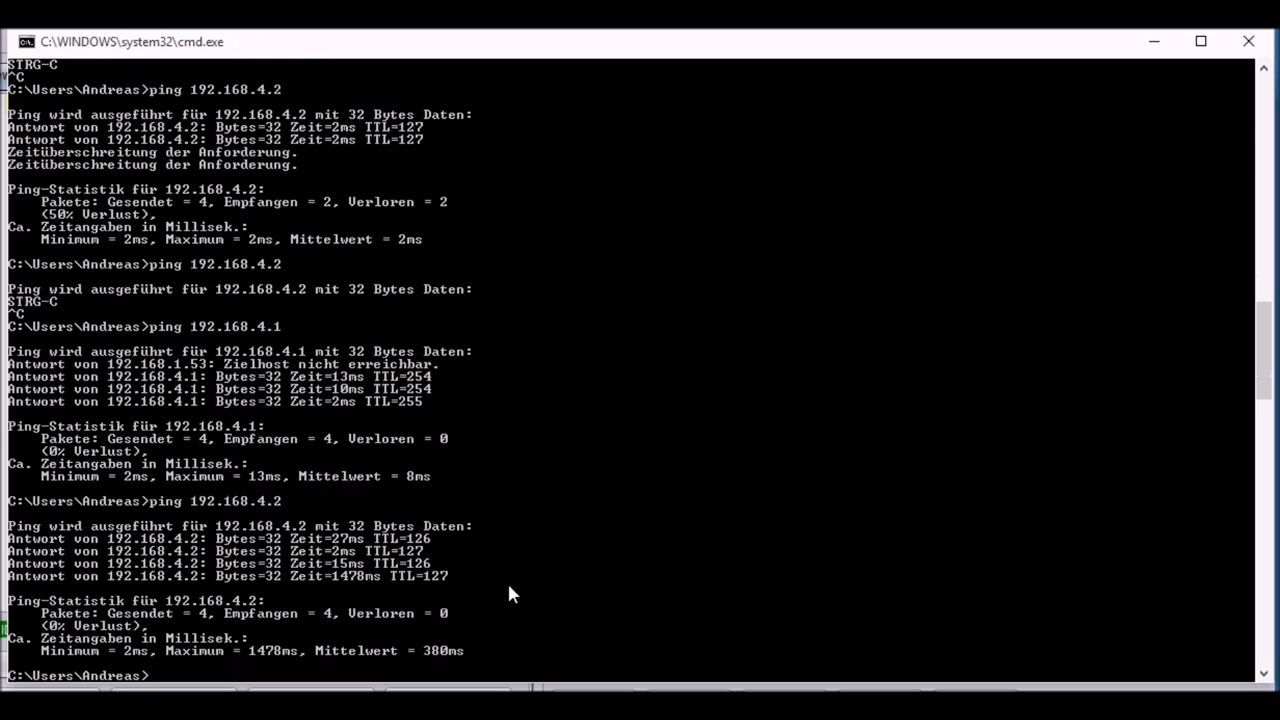 C:\WINDOWS\system32\cmd.exe
STRG-C
^C
C:\Users\Andreas>ping 192.168.4.2
Ping wird ausgeführt für 192.168.4.2 mit 32 Bytes Daten:
Antwort von 192.168.4.2: Bytes=32 Zeit=2ms TTL=127
Antwort von 192.168.4.2: Bytes=32 Zeit=2ms TTL=127
Zeitüberschreitung der Anforderung.
Zeitüberschreitung der Anforderung.
Ping-Statistik für 192.168.4.2:
Pakete: Gesendet = 4, Empfangen = 2, Verloren = 2
(50% Verlust),
Ca. Zeitangaben in Millisek.:
Minimum = 2ms, Maximum = 2ms, Mittelwert = 2ms
C:\Users\Andreas>ping 192.168.4.2
Ping wird ausgeführt für 192.168.4.2 mit 32 Bytes Daten:
STRG-C
^C
C:\Users\Andreas>ping 192.168.4.1
Ping wird ausgeführt für 192.168.4.1 mit 32 Bytes Daten:
Antwort von 192.168.1.53: Zielhost nicht erreichbar.
Antwort von 192.168.4.1: Bytes=32 Zeit=13ms TTL=254
Antwort von 192.168.4.1: Bytes=32 Zeit=10ms TTL=254
Antwort von 192.168.4.1: Bytes=32 Zeit=2ms TTL=255
Ping-Statistik für 192.168.4.1:
Pakete: Gesendet = 4, Empfangen = 4, Verloren = 0
(0% Verlust),
Ca. Zeitangaben in Millisek.:
Minimum = 2ms, Maximum = 13ms, Mittelwert = 8ms
C:\Users\Andreas>ping 192.168.4.2
Ping wird ausgeführt für 192.168.4.2 mit 32 Bytes Daten:
Antwort von 192.168.4.2: Bytes=32 Zeit=27ms TTL=126
Antwort von 192.168.4.2: Bytes=32 Zeit=2ms TTL=127
Antwort von 192.168.4.2: Bytes=32 Zeit=15ms TTL=126
Antwort von 192.168.4.2: Bytes=32 Zeit=1478ms TTL=127
Ping-Statistik für 192.168.4.2:
Pakete: Gesendet = 4, Empfangen = 4, Verloren = 0
(0% Verlust),
Ca. Zeitangaben in Millisek.:
Minimum = 2ms, Maximum = 1478ms, Mittelwert = 380ms
C:\Users\Andreas>